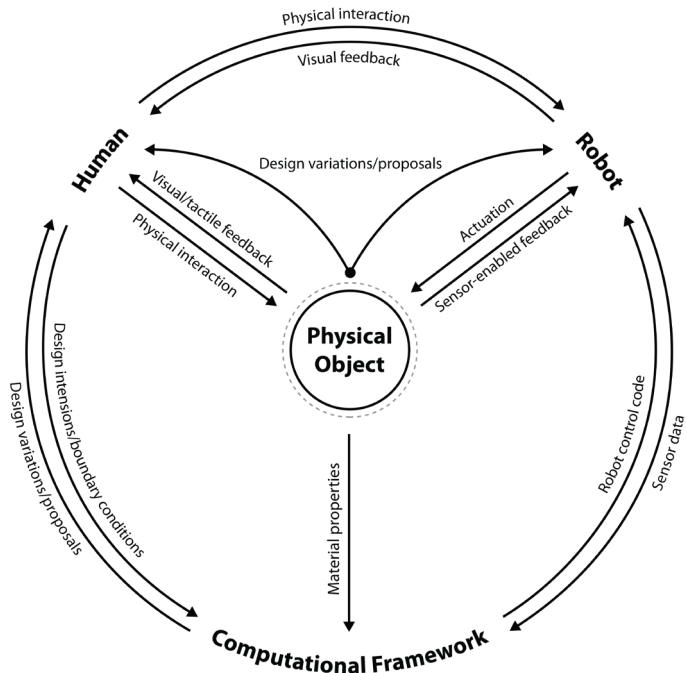 Physical interaction
Visual feedback
Human
Robot
Design variations/proposals
Visual/tactile feedback
Physical interaction
Actuation
Sensor-enabled feedback
Physical
Object
Design intensions/boundary conditions
Design variations/proposals
Material properties
Robot control code
Sensor data
Computational Framework